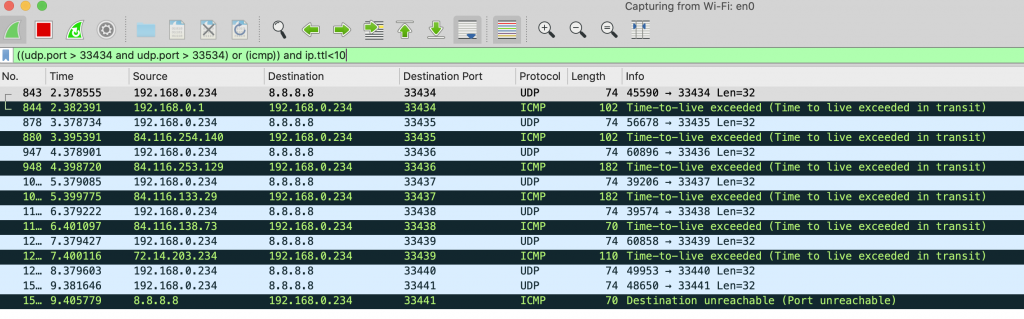 Capturing from Wi-Fi: en0
((udp.port > 33434 and udp.port > 33534) or (icmp)) and ip.ttl<10
No. Time Source Destination Destination Port Protocol Length Info
843 2.378555 192.168.0.234 8.8.8.8 33434 UDP 74 45590 → 33434 Len=32
844 2.382391 192.168.0.1 192.168.0.234 33434 ICMP 102 Time-to-live exceeded (Time to live exceeded in transit)
878 3.378734 192.168.0.234 8.8.8.8 33435 UDP 74 56678 → 33435 Len=32
880 3.395391 84.116.254.140 192.168.0.234 33435 ICMP 102 Time-to-live exceeded (Time to live exceeded in transit)
947 4.378901 192.168.0.234 8.8.8.8 33436 UDP 74 60896 → 33436 Len=32
948 4.398720 84.116.253.129 192.168.0.234 33436 ICMP 182 Time-to-live exceeded (Time to live exceeded in transit)
10… 5.379085 192.168.0.234 8.8.8.8 33437 UDP 74 39206 → 33437 Len=32
10… 5.399775 84.116.133.29 192.168.0.234 33437 ICMP 182 Time-to-live exceeded (Time to live exceeded in transit)
11… 6.379222 192.168.0.234 8.8.8.8 33438 UDP 74 39574 → 33438 Len=32
11… 6.401097 84.116.138.73 192.168.0.234 33438 ICMP 70 Time-to-live exceeded (Time to live exceeded in transit)
12… 7.379427 192.168.0.234 8.8.8.8 33439 UDP 74 60858 → 33439 Len=32
12… 7.400116 72.14.203.234 192.168.0.234 33439 ICMP 110 Time-to-live exceeded (Time to live exceeded in transit)
12… 8.379603 192.168.0.234 8.8.8.8 33440 UDP 74 49953 → 33440 Len=32
15… 9.381646 192.168.0.234 8.8.8.8 33441 UDP 74 48650 → 33441 Len=32
15… 9.405779 8.8.8.8 192.168.0.234 33441 ICMP 70 Destination unreachable (Port unreachable)